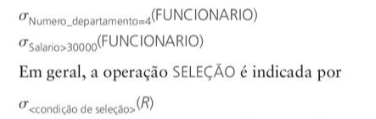 σNumero_departamento=4(FUNCIONARIO)
σSalario>30000(FUNCIONARIO)
Em geral, a operação SELEÇÃO é indicada por
σ<condição de seleção>(R)